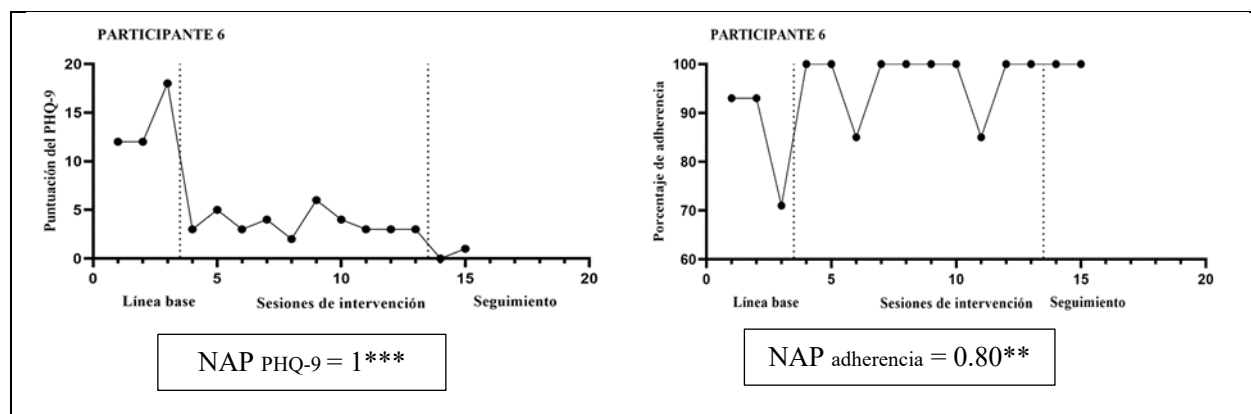 PARTICIPANTE 6
Puntuación del PHQ-9
20
15
10
5
0
0 5 10 15 20
Línea base Sesiones de intervención Seguimiento
NAP PHQ-9 = 1***
PARTICIPANTE 6
Porcentaje de adherencia
100
90
80
70
60
0 5 10 15 20
Línea base Sesiones de intervención Seguimiento
NAP adherencia = 0.80**